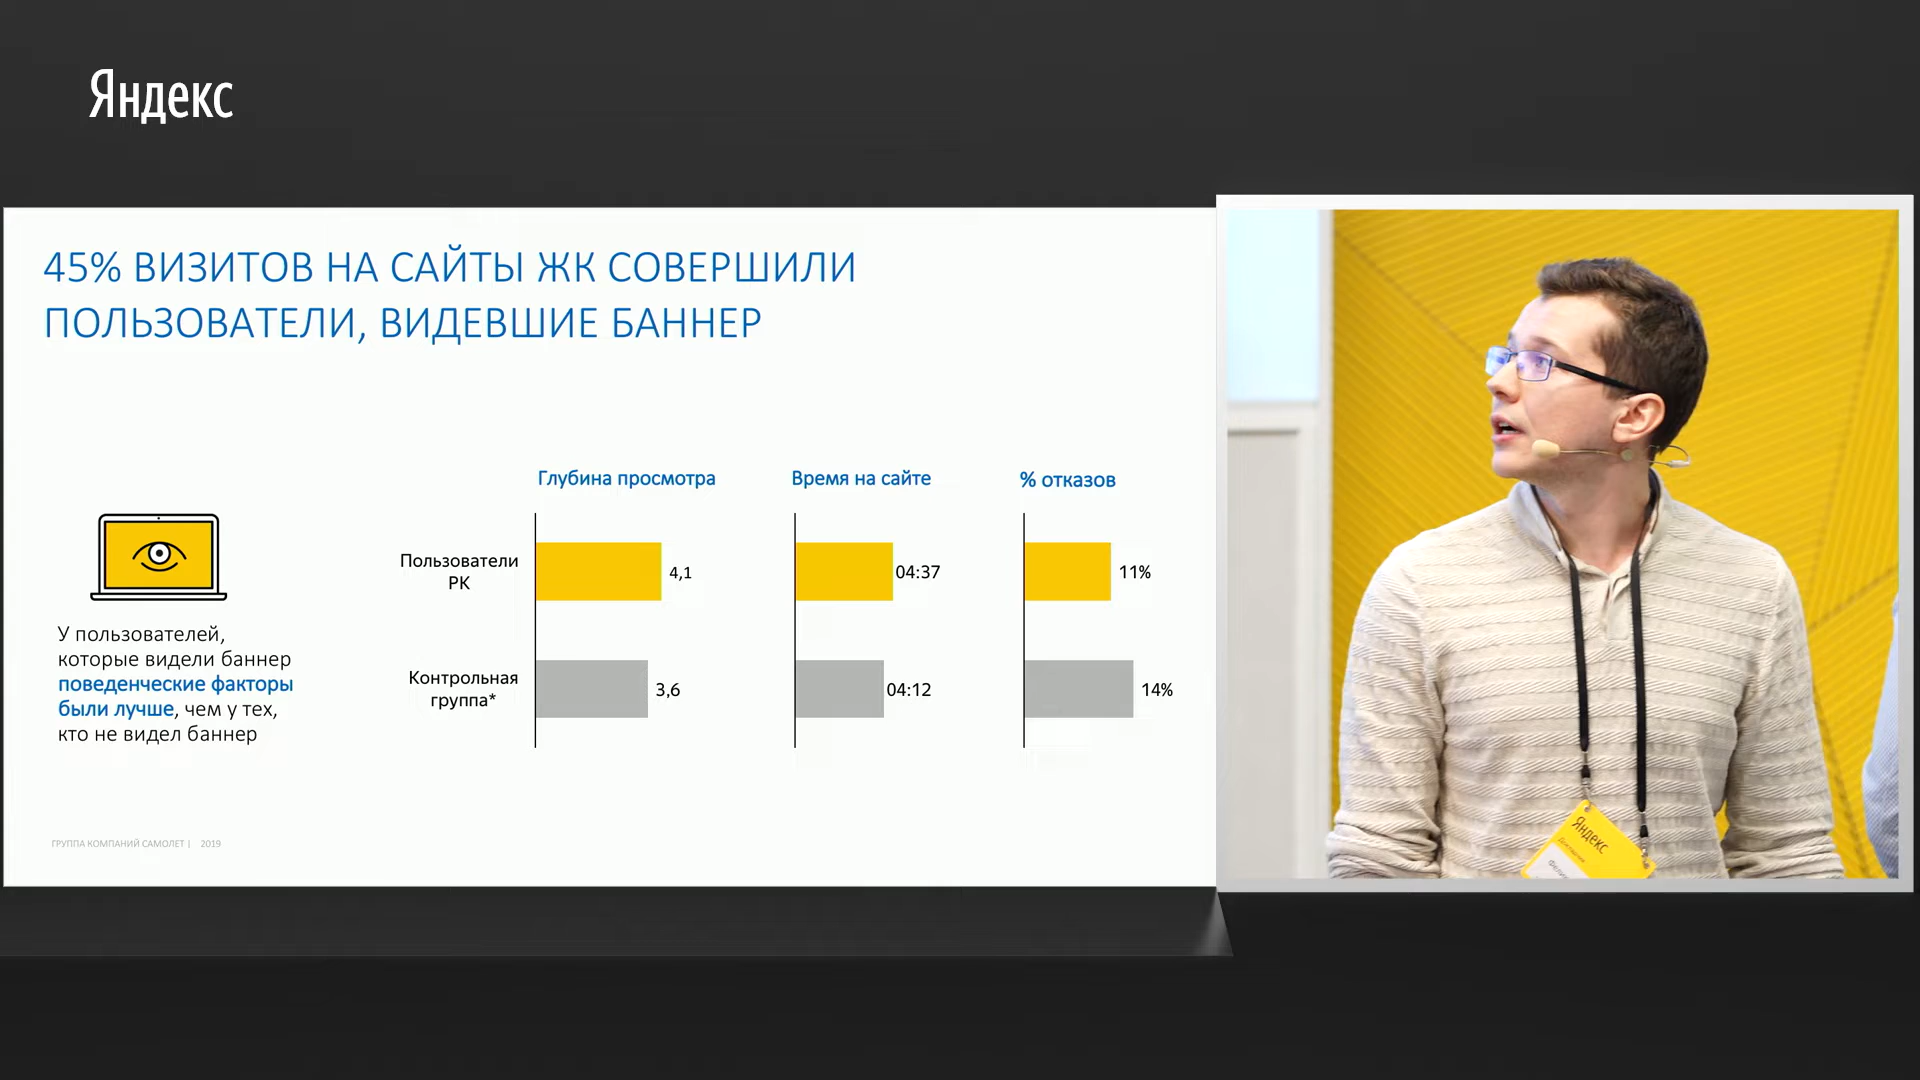 Яндекс
45% ВИЗИТОВ НА САЙТЫ ЖК СОВЕРШИЛИ
ПОЛЬЗОВАТЕЛИ, ВИДЕВШИЕ БАННЕР
У пользователей,
которые видели баннер
поведенческие факторы
были лучше, чем у тех,
кто не видел баннер
Глубина просмотра
Время на сайте
% отказов
Пользователи
РК
4,1
04:37
11%
Контрольная
группа*
3,6
04:12
14%
ГРУППА КОМПАНИЙ САМОЛЕТ | 2019
Яндекс